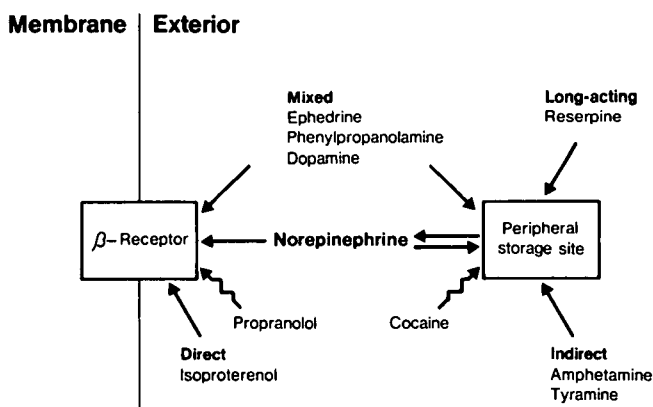 Membrane Exterior
Mixed
Ephedrine
Phenylpropanolamine
Dopamine
Long-acting
Reserpine
β-Receptor
Norepinephrine
Peripheral
storage site
Propranolol
Cocaine
Direct
Isoproterenol
Indirect
Amphetamine
Tyramine